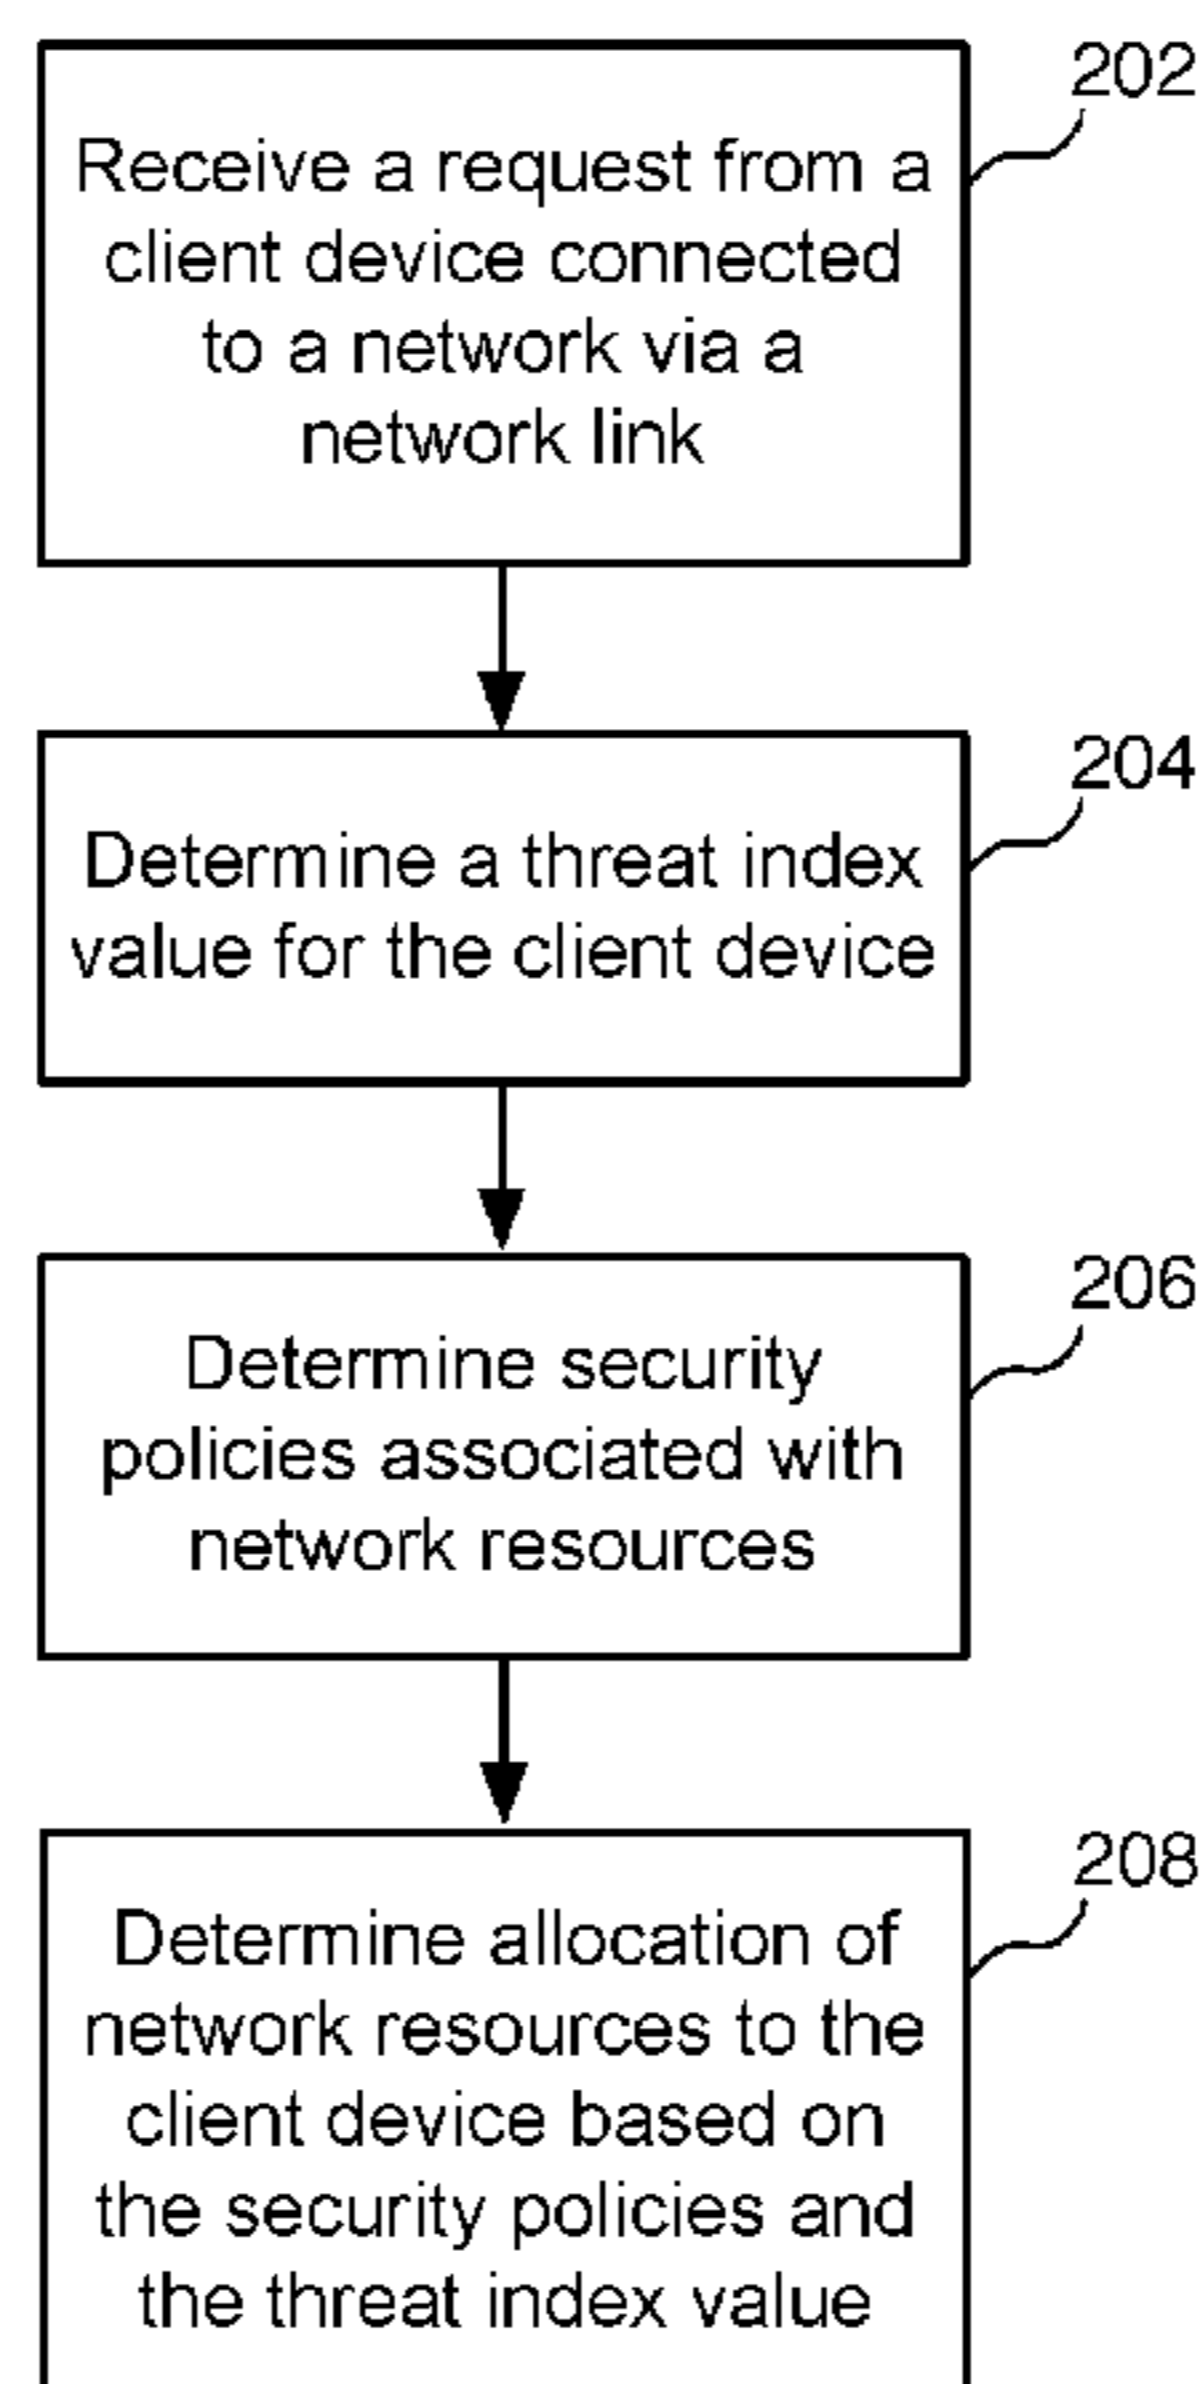 202
Receive a request from a
client device connected
to a network via a
network link
204
Determine a threat index
value for the client device
206
Determine security
policies associated with
network resources
208
Determine allocation of
network resources to the
client device based on
the security policies and
the threat index value